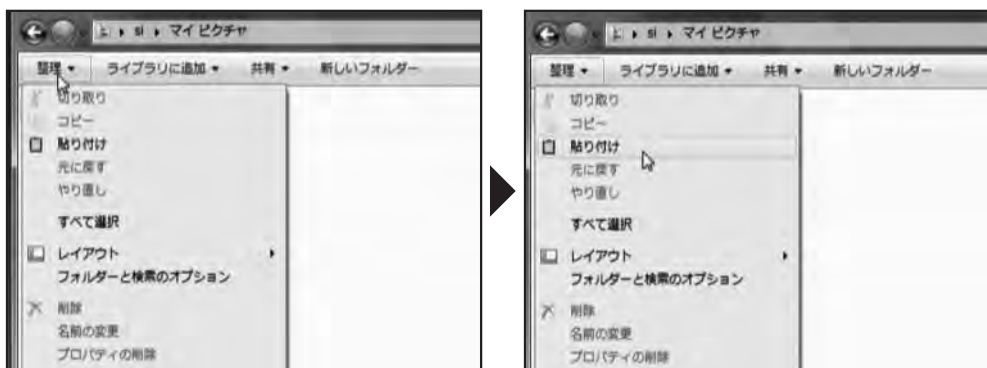 si ▸ マイ ピクチャ
整理 ▾ ライブラリに追加 ▾ 共有 ▾ 新しいフォルダー
切り取り
コピー
貼り付け
元に戻す
やり直し
すべて選択
レイアウト
フォルダーと検索のオプション
削除
名前の変更
プロパティの削除
si ▸ マイ ピクチャ
整理 ▾ ライブラリに追加 ▾ 共有 ▾ 新しいフォルダー
切り取り
コピー
貼り付け
元に戻す
やり直し
すべて選択
レイアウト
フォルダーと検索のオプション
削除
名前の変更
プロパティの削除